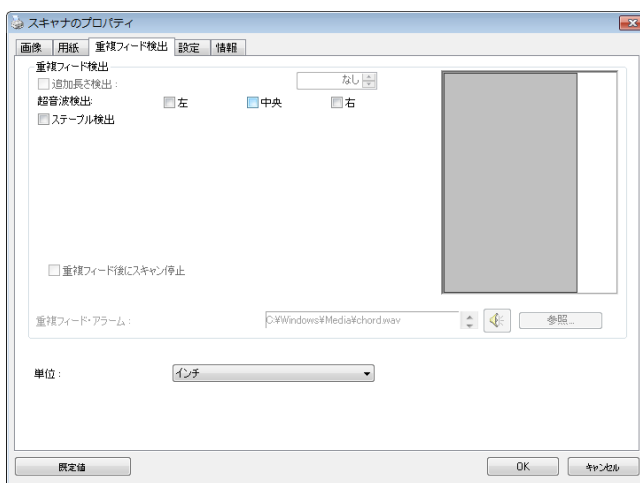 スキャナのプロパティ
画像 用紙 重複フィード検出 設定 情報
重複フィード検出
追加長さ検出 : なし
超音波検出: 左 中央 右
ステープル検出
重複フィード後にスキャン停止
重複フィード・アラーム : C:¥Windows¥Media¥chord.wav 参照...
単位 : インチ
既定値 OK キャンセル